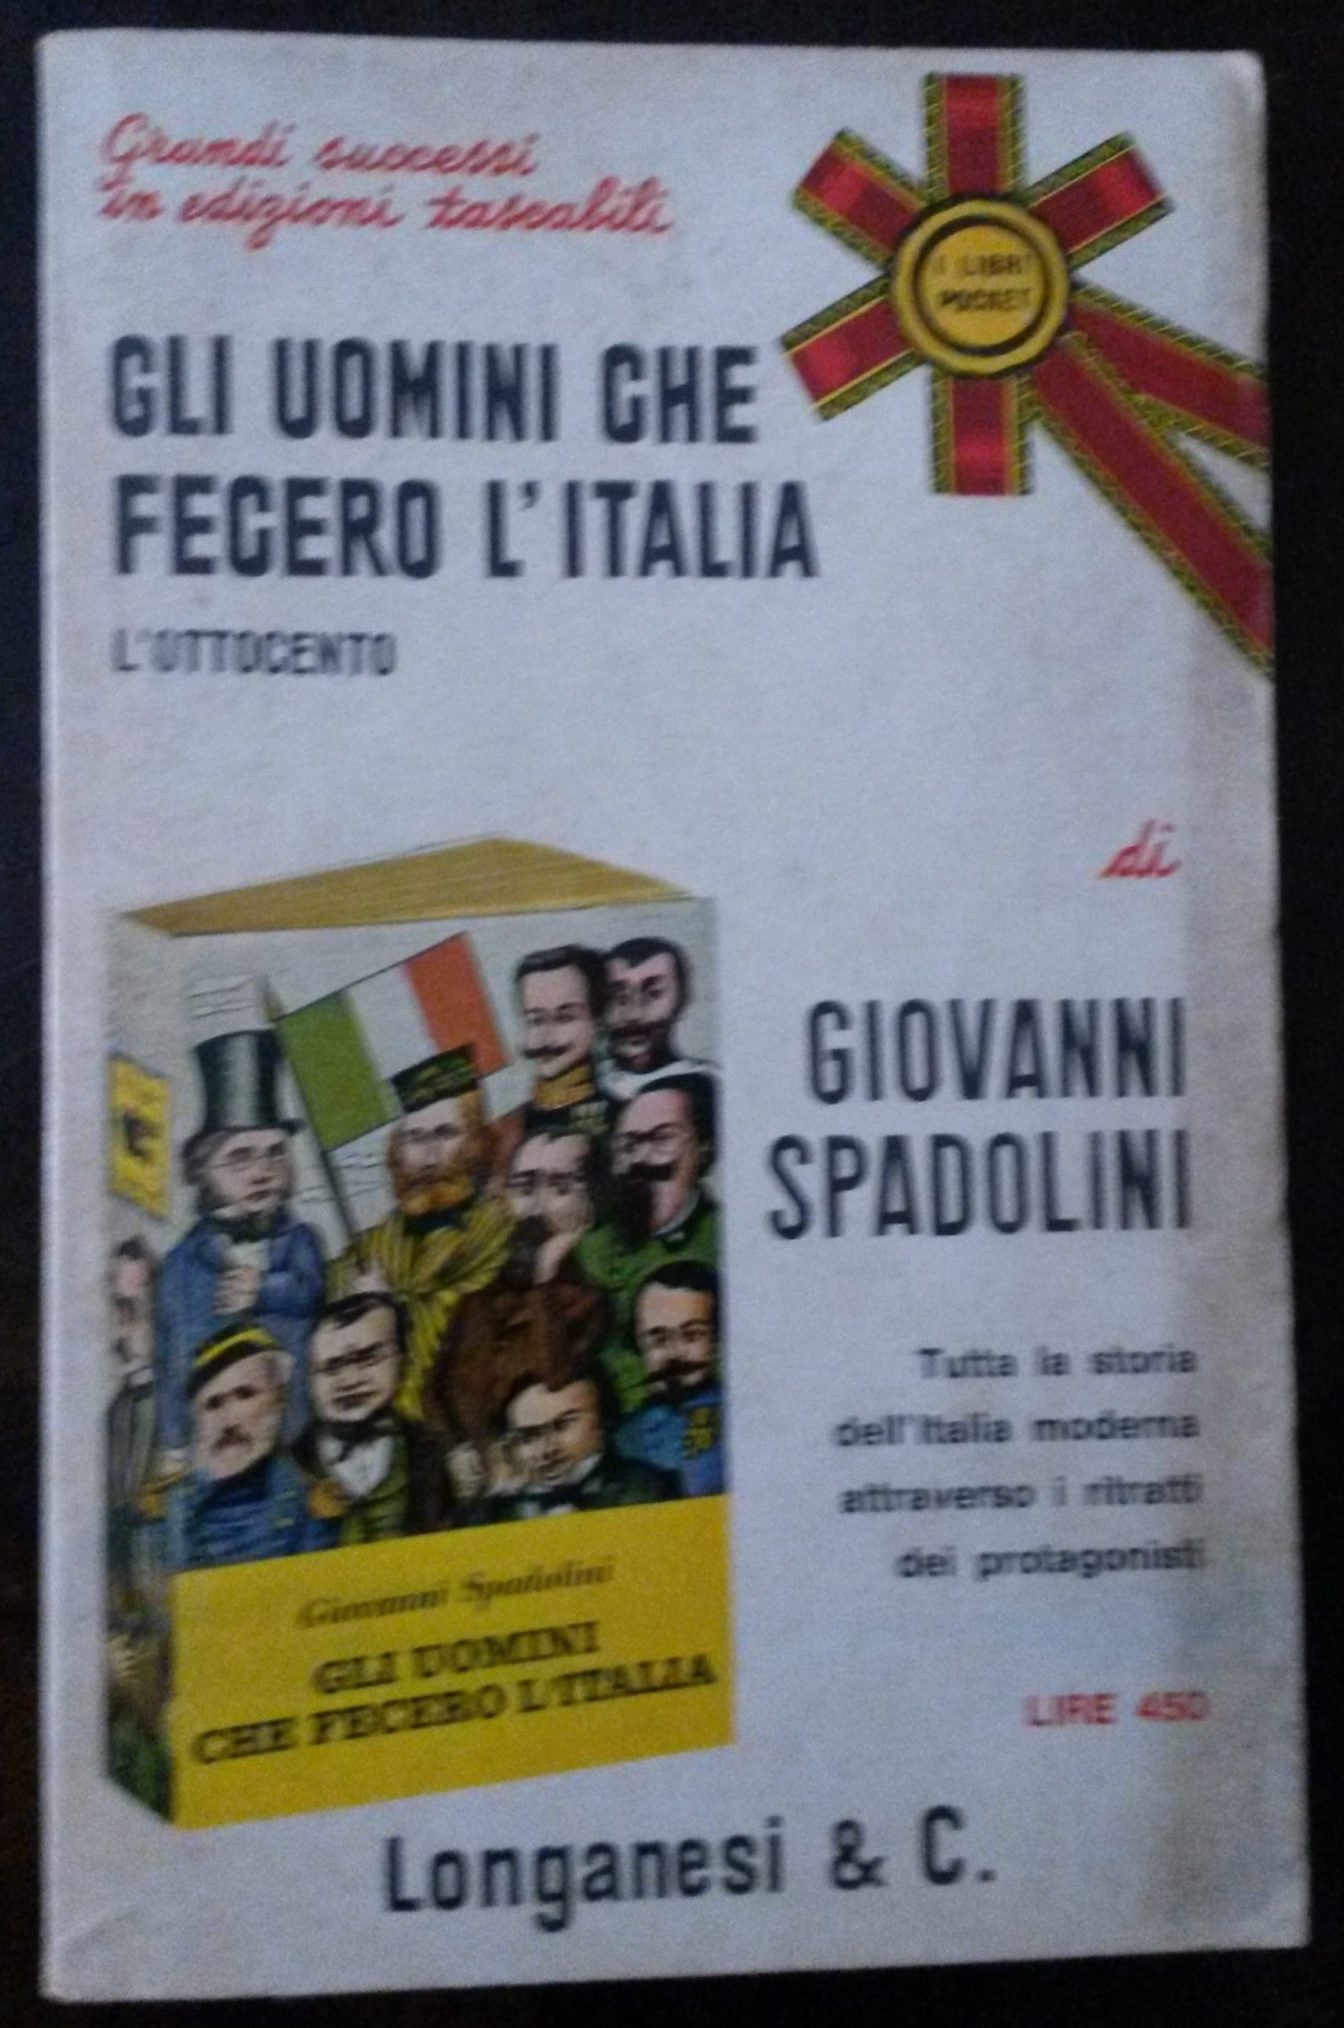 Grandi successi
in edizioni tascabili
I LIBRI
POCKET
GLI UOMINI CHE
FECERO L'ITALIA
L'OTTOCENTO
di
GIOVANNI
SPADOLINI
Tutta la storia
dell'Italia moderna
attraverso i ritratti
dei protagonisti
LIRE 450
Giovanni Spadolini
GLI UOMINI
CHE FECERO L'ITALIA
Longanesi & C.